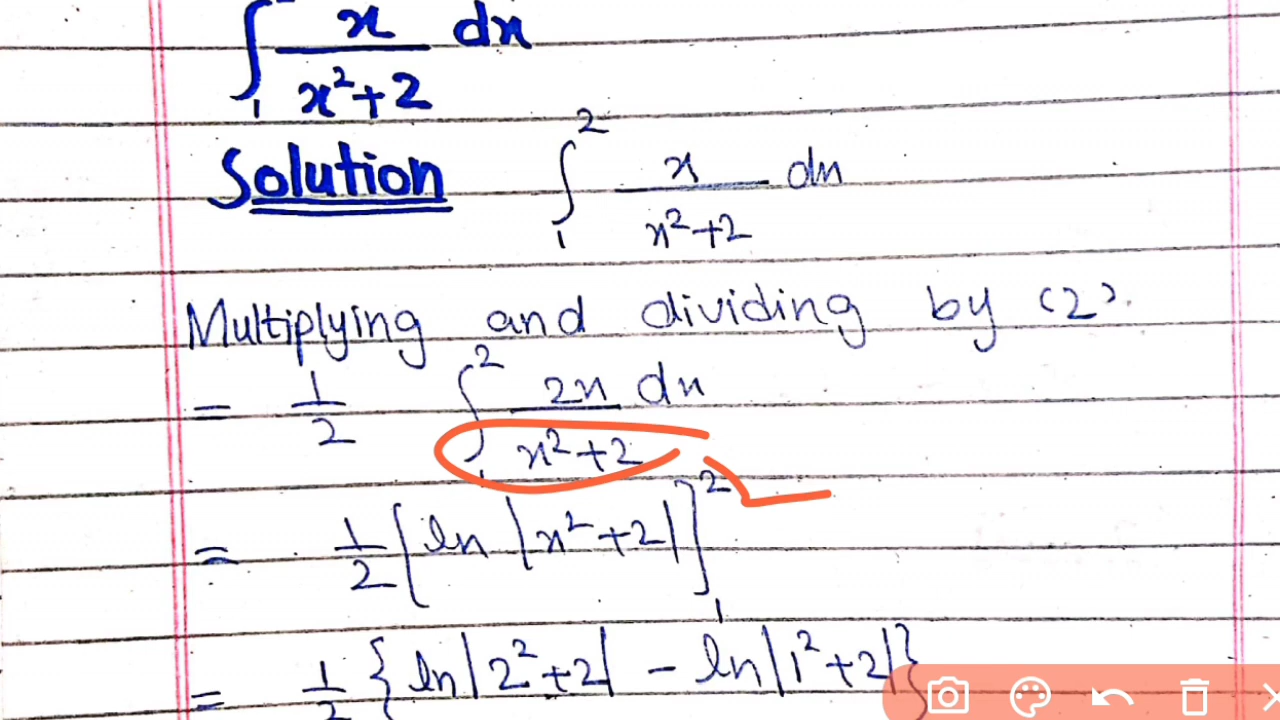 ∫₁ x/(x²+2) dx
Solution ∫₁² x/(x²+2) dx
Multiplying and dividing by (2).
= 1/2 ∫₁² 2x dx/(x²+2)
= 1/2 [ln |x²+2|]₁²
= 1/2 {ln|2²+2| - ln|1²+2|}